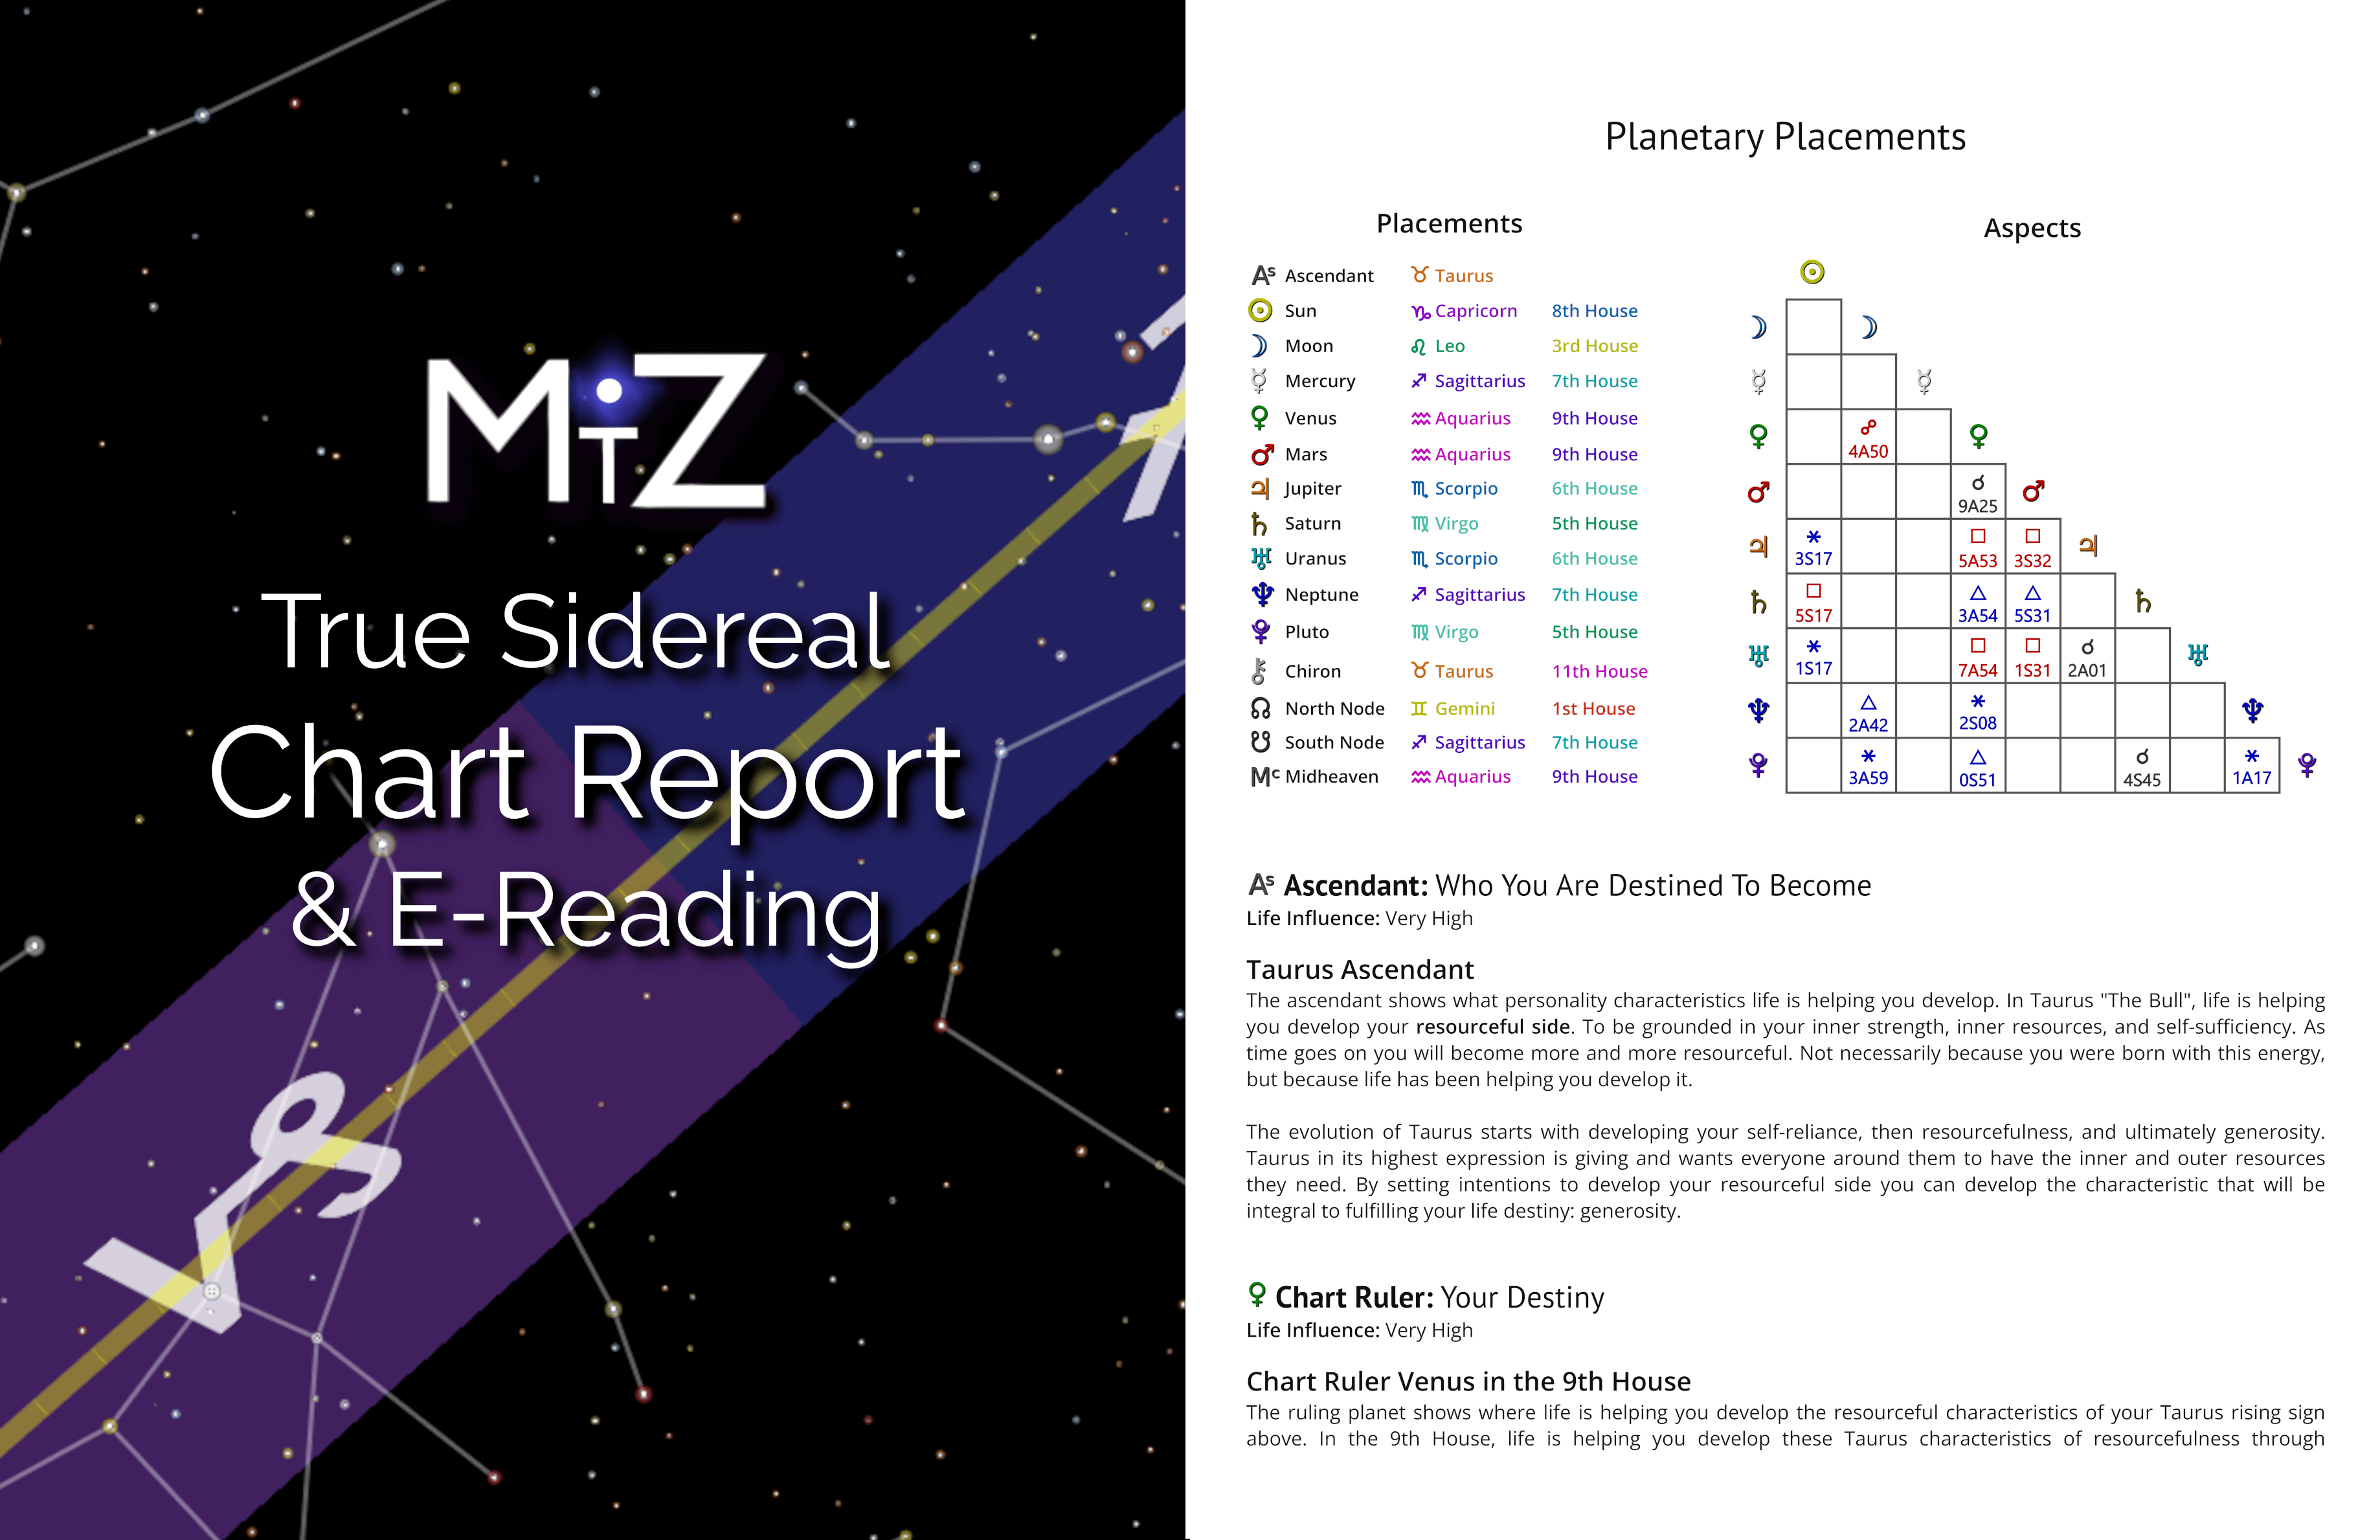 MTZ
True Sidereal
Chart Report
& E-Reading
Planetary Placements
Placements
As Ascendant ♉ Taurus
☉ Sun ♑ Capricorn 8th House
☽ Moon ♌ Leo 3rd House
☿ Mercury ♐ Sagittarius 7th House
♀ Venus ♒ Aquarius 9th House
♂ Mars ♒ Aquarius 9th House
♃ Jupiter ♏ Scorpio 6th House
♄ Saturn ♍ Virgo 5th House
♅ Uranus ♏ Scorpio 6th House
♆ Neptune ♐ Sagittarius 7th House
♇ Pluto ♍ Virgo 5th House
⚷ Chiron ♉ Taurus 11th House
☊ North Node ♊ Gemini 1st House
☋ South Node ♐ Sagittarius 7th House
Mc Midheaven ♒ Aquarius 9th House
Aspects
☉
☽ ☽
☿ ☿
♀ ☍ 4A50 ♀
♂ ☌ 9A25 ♂
♃ ⚹ 3S17 □ 5A53 □ 3S32 ♃
♄ □ 5S17 △ 3A54 △ 5S31 ♄
♅ ⚹ 1S17 □ 7A54 □ 1S31 ☌ 2A01 ♅
♆ △ 2A42 ⚹ 2S08 ♆
♇ ⚹ 3A59 △ 0S51 ☌ 4S45 ⚹ 1A17 ♇
As Ascendant: Who You Are Destined To Become
Life Influence: Very High
Taurus Ascendant
The ascendant shows what personality characteristics life is helping you develop. In Taurus "The Bull", life is helping
you develop your resourceful side. To be grounded in your inner strength, inner resources, and self-sufficiency. As
time goes on you will become more and more resourceful. Not necessarily because you were born with this energy,
but because life has been helping you develop it.
The evolution of Taurus starts with developing your self-reliance, then resourcefulness, and ultimately generosity.
Taurus in its highest expression is giving and wants everyone around them to have the inner and outer resources
they need. By setting intentions to develop your resourceful side you can develop the characteristic that will be
integral to fulfilling your life destiny: generosity.
♀ Chart Ruler: Your Destiny
Life Influence: Very High
Chart Ruler Venus in the 9th House
The ruling planet shows where life is helping you develop the resourceful characteristics of your Taurus rising sign
above. In the 9th House, life is helping you develop these Taurus characteristics of resourcefulness through